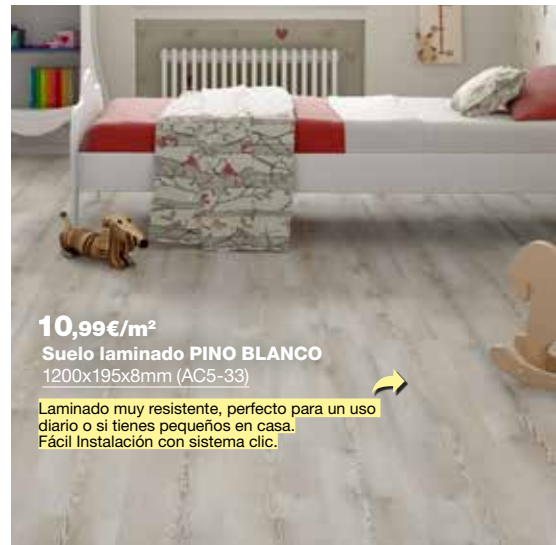 10,99€/m²
Suelo laminado PINO BLANCO
1200x195x8mm (AC5-33)
Laminado muy resistente, perfecto para un uso
diario o si tienes pequeños en casa.
Fácil Instalación con sistema clic.